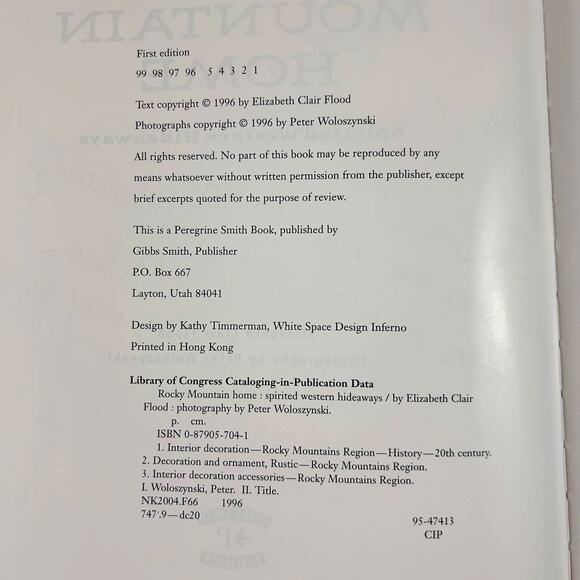 First edition
99 98 97 96 5 4 3 2 1
Text copyright © 1996 by Elizabeth Clair Flood
Photographs copyright © 1996 by Peter Woloszynski
All rights reserved. No part of this book may be reproduced by any
means whatsoever without written permission from the publisher, except
brief excerpts quoted for the purpose of review.
This is a Peregrine Smith Book, published by
Gibbs Smith, Publisher
P.O. Box 667
Layton, Utah 84041
Design by Kathy Timmerman, White Space Design Inferno
Printed in Hong Kong
Library of Congress Cataloging-in-Publication Data
Rocky Mountain home : spirited western hideaways / by Elizabeth Clair
Flood : photography by Peter Woloszynski.
p. cm.
ISBN 0-87905-704-1
1. Interior decoration—Rocky Mountains Region—History—20th century.
2. Decoration and ornament, Rustic—Rocky Mountains Region.
3. Interior decoration accessories—Rocky Mountains Region.
I. Woloszynski, Peter. II. Title.
NK2004.F66 1996
747'.9—dc20
95-47413
CIP